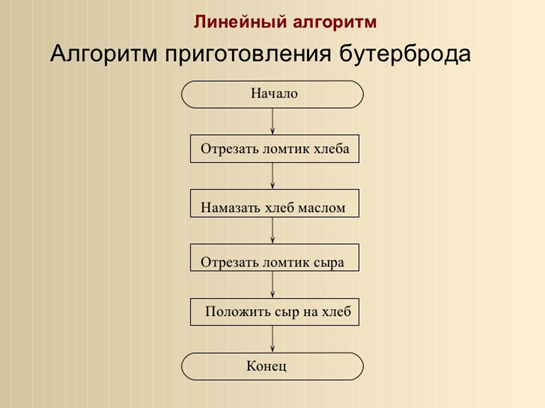 Линейный алгоритм
Алгоритм приготовления бутерброда
Начало
Отрезать ломтик хлеба
Намазать хлеб маслом
Отрезать ломтик сыра
Положить сыр на хлеб
Конец